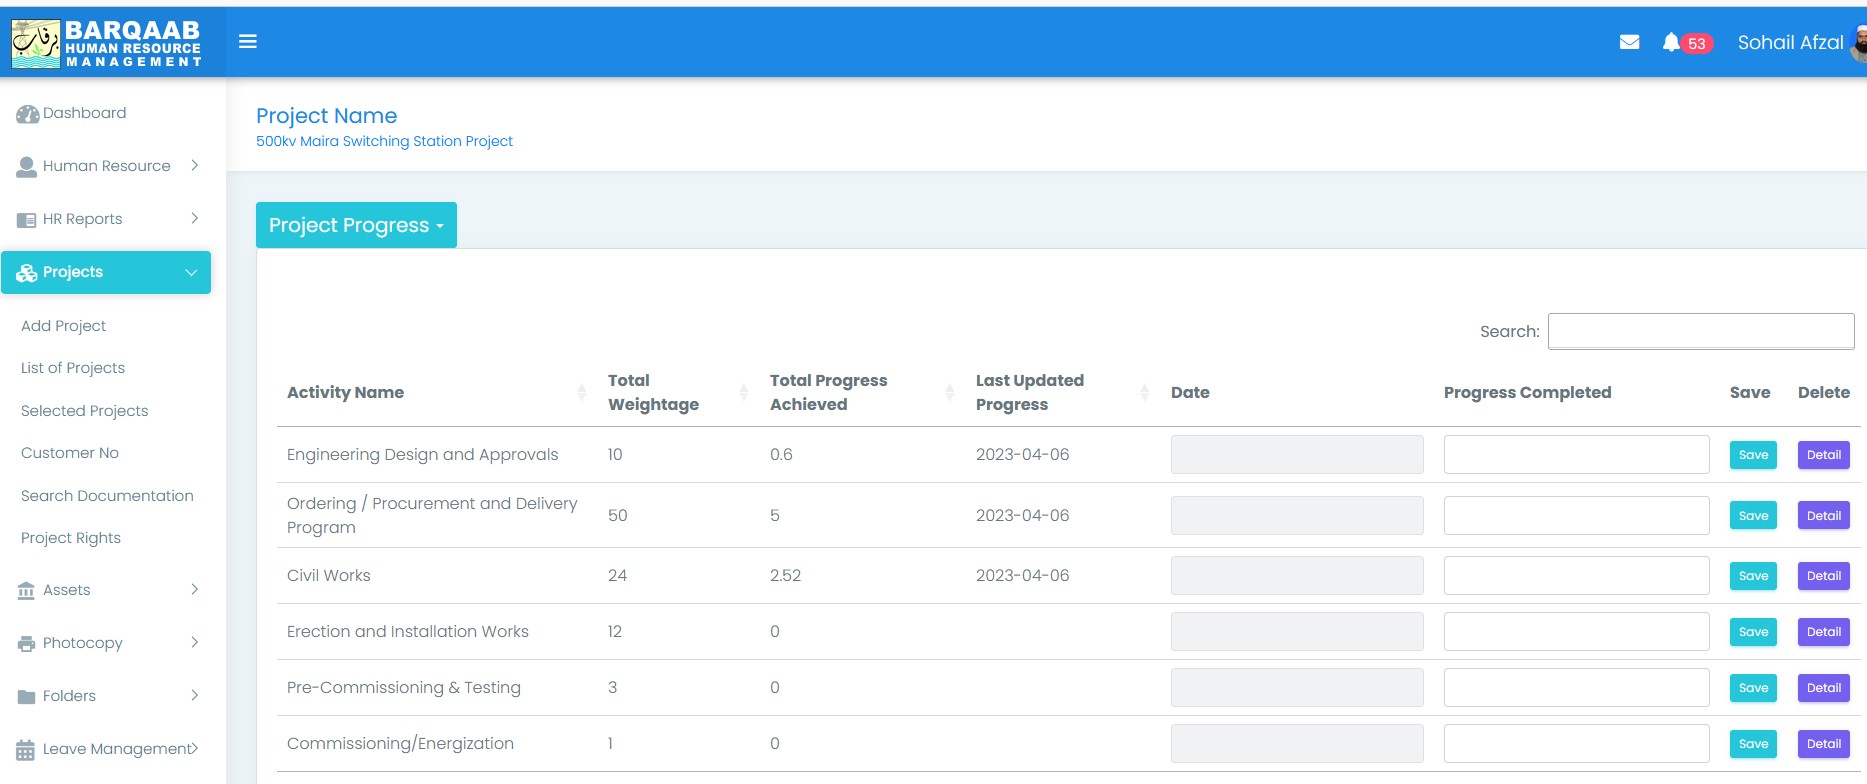 برقاب
BARQAAB
HUMAN RESOURCE
MANAGEMENT
53
Sohail Afzal
Dashboard
Human Resource
HR Reports
Projects
Add Project
List of Projects
Selected Projects
Customer No
Search Documentation
Project Rights
Assets
Photocopy
Folders
Leave Management
Project Name
500kv Maira Switching Station Project
Project Progress
Search:
Activity Name Total Weightage Total Progress Achieved Last Updated Progress Date Progress Completed Save Delete
Engineering Design and Approvals 10 0.6 2023-04-06 Save Detail
Ordering / Procurement and Delivery Program 50 5 2023-04-06 Save Detail
Civil Works 24 2.52 2023-04-06 Save Detail
Erection and Installation Works 12 0 Save Detail
Pre-Commissioning & Testing 3 0 Save Detail
Commissioning/Energization 1 0 Save Detail